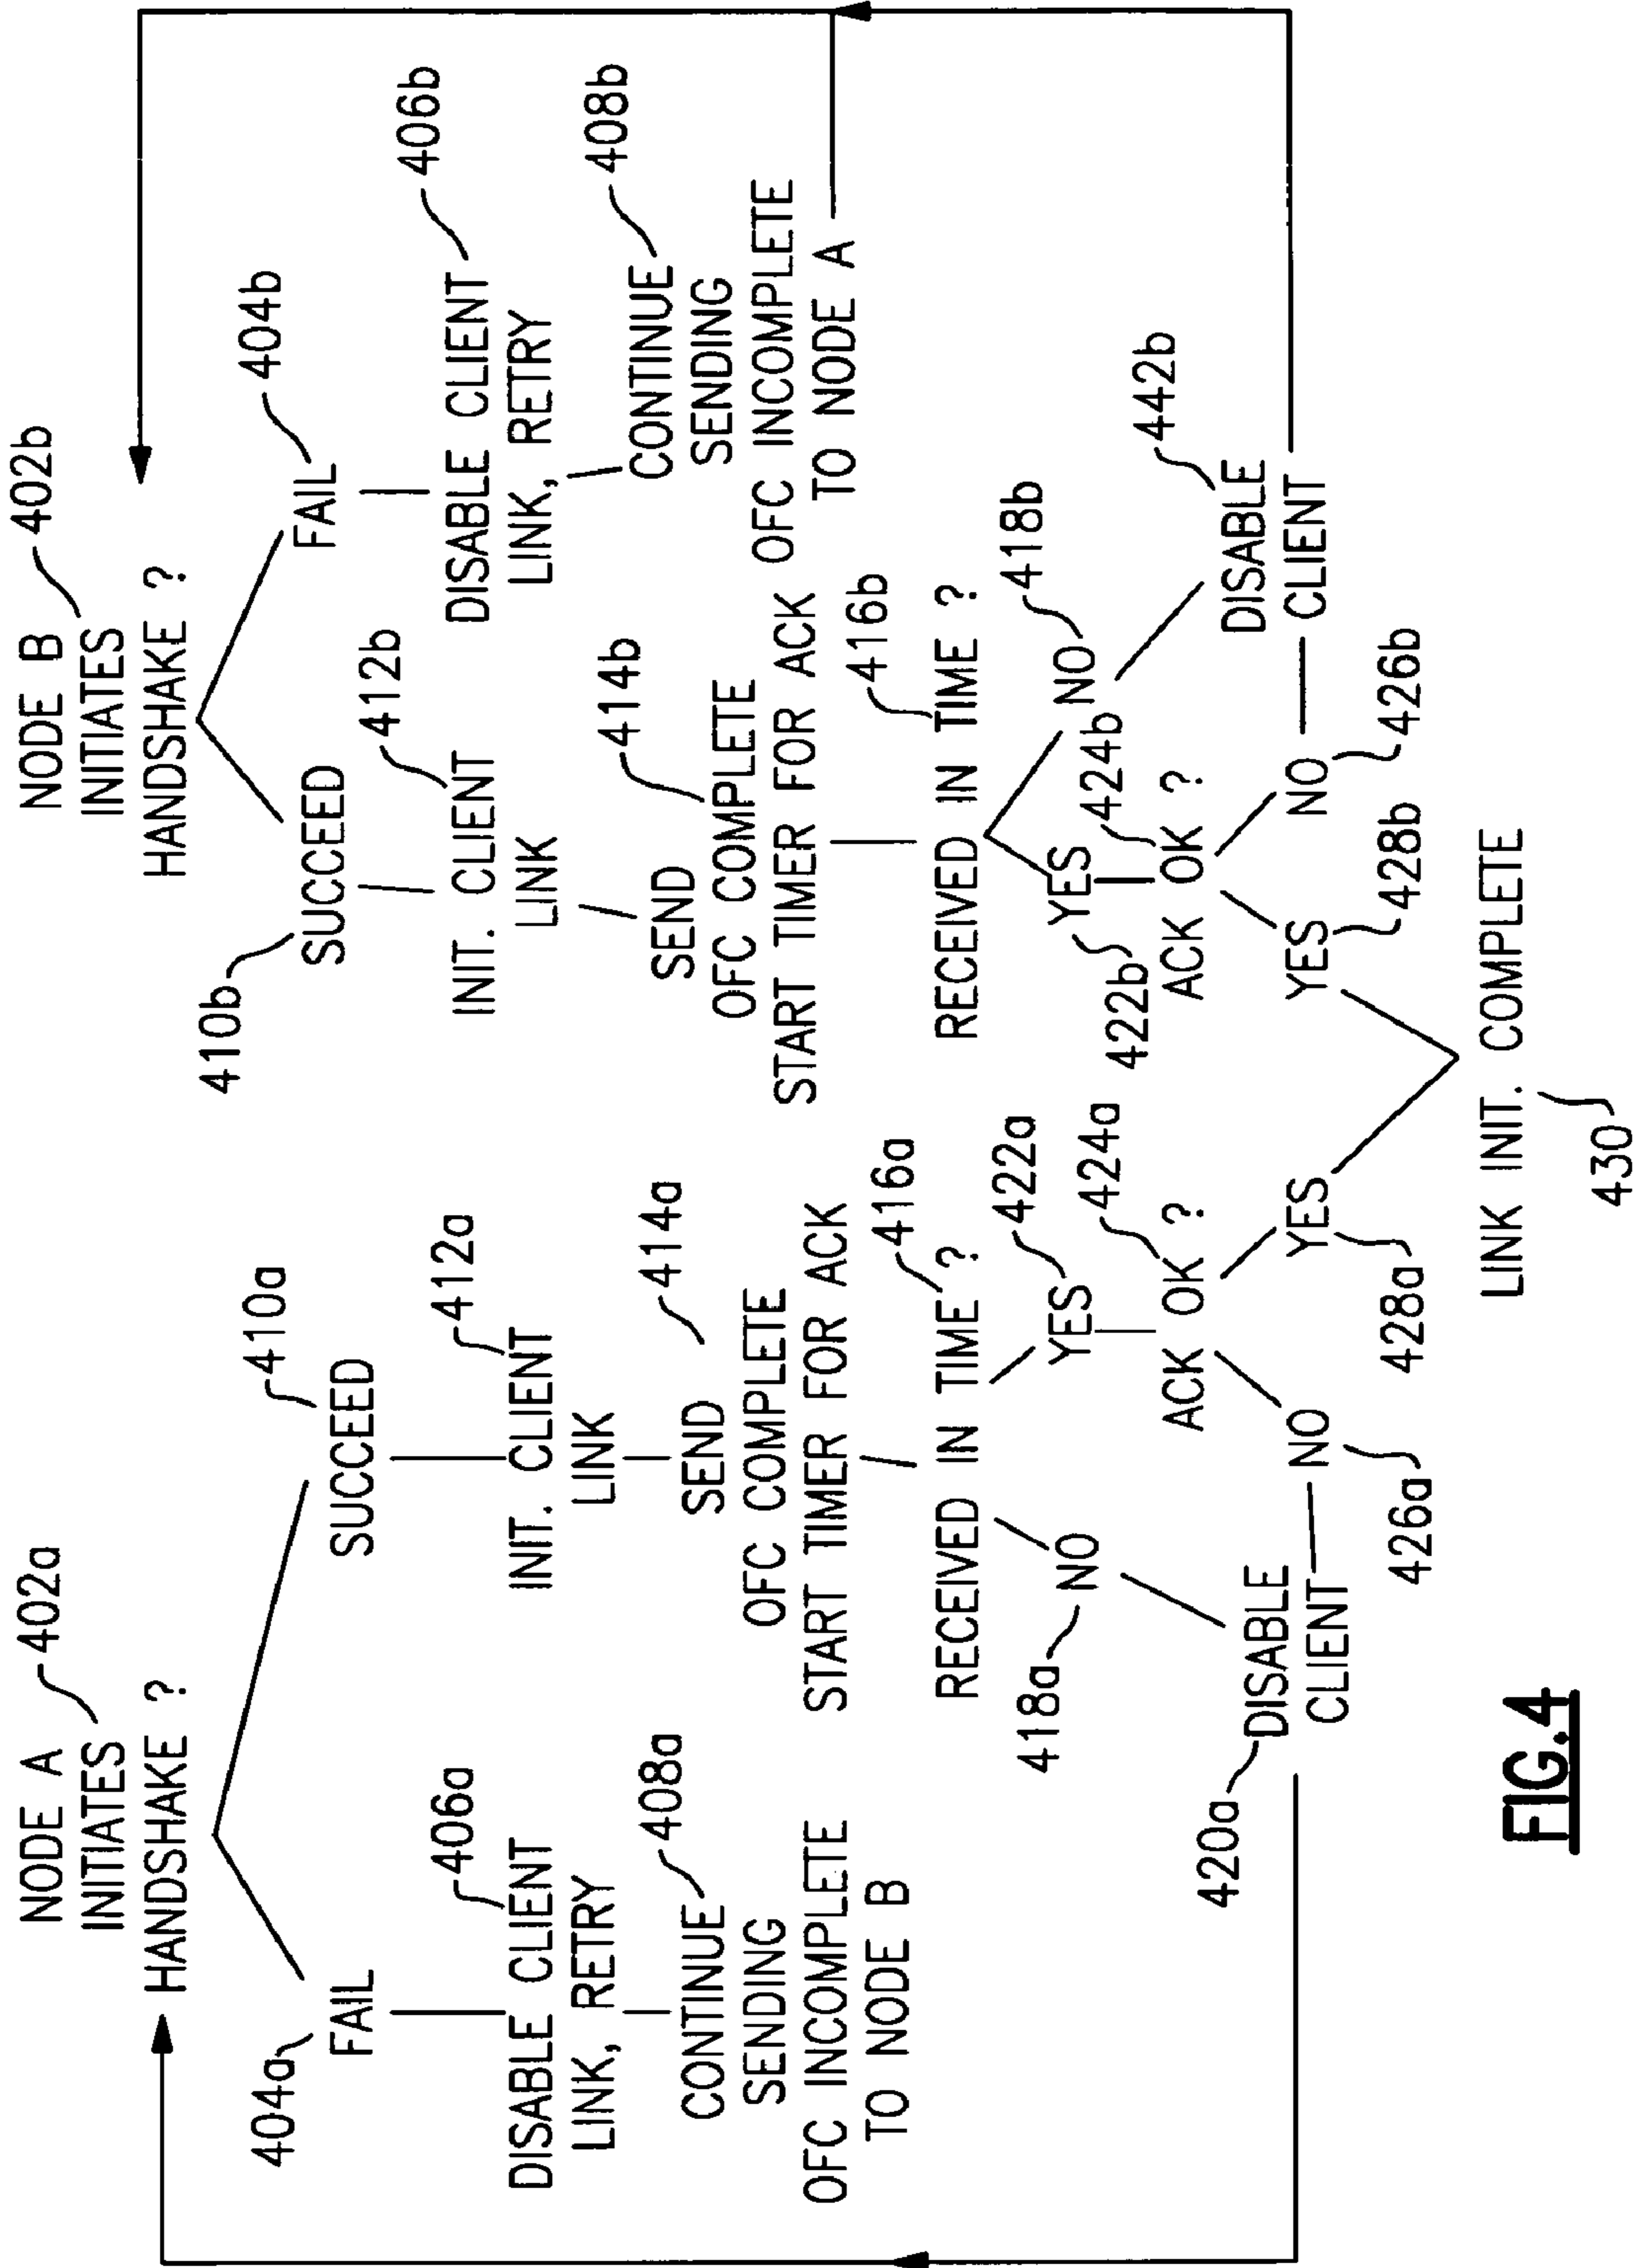 NODE A
INITIATES
HANDSHAKE ?
402a
404a
FAIL
410a
SUCCEED
406a
DISABLE CLIENT
LINK, RETRY
408a
CONTINUE
SENDING
OFC INCOMPLETE
TO NODE B
412a
INIT. CLIENT
LINK
414a
SEND
OFC COMPLETE
START TIMER FOR ACK
416a
RECEIVED IN TIME ?
418a
NO
YES
422a
424a
ACK OK ?
420a
DISABLE
CLIENT
NO
426a
YES
428a
NODE B
INITIATES
HANDSHAKE ?
402b
410b
SUCCEED
FAIL
404b
INIT. CLIENT
LINK
412b
DISABLE CLIENT
LINK, RETRY
406b
SEND
OFC COMPLETE
START TIMER FOR ACK
414b
CONTINUE
SENDING
OFC INCOMPLETE
TO NODE A
408b
RECEIVED IN TIME ?
416b
422b
YES
NO
418b
ACK OK ?
424b
YES
428b
NO
426b
DISABLE
CLIENT
442b
LINK INIT. COMPLETE
430
FIG.4